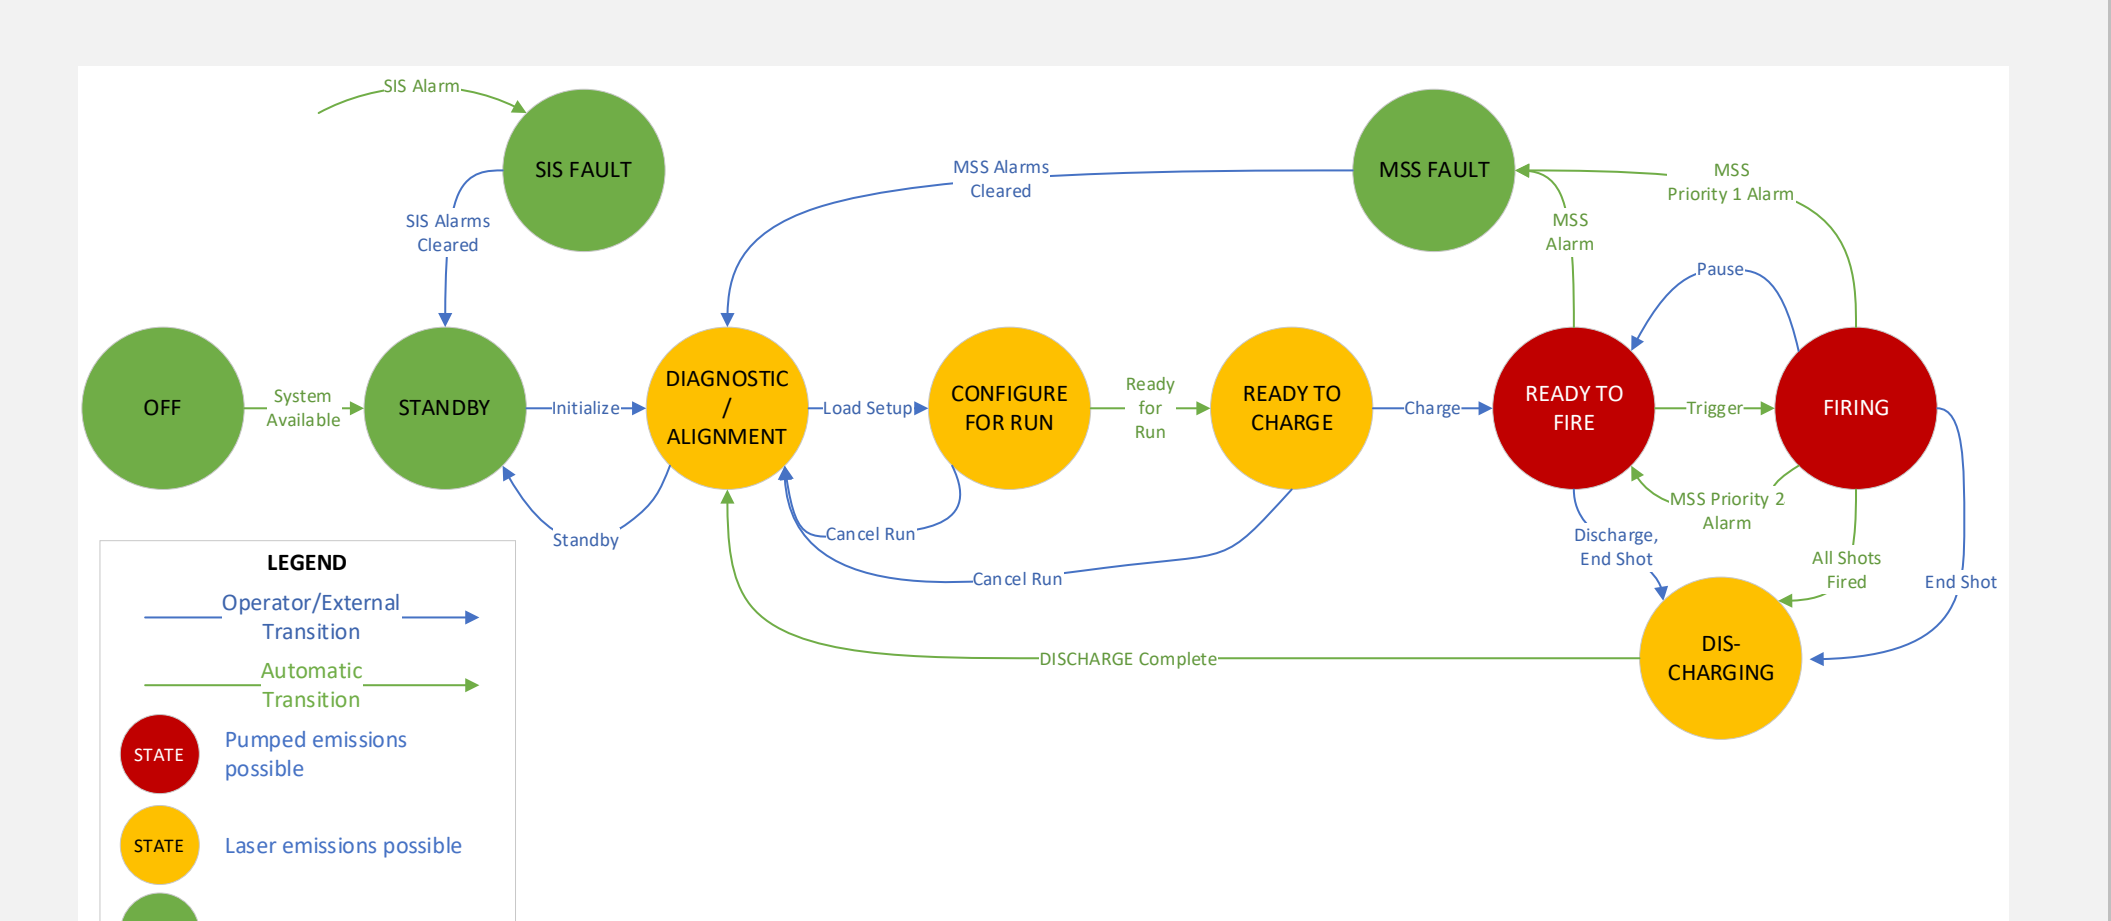 SIS Alarm
SIS FAULT
SIS Alarms
Cleared
MSS Alarms
Cleared
MSS FAULT
MSS
Priority 1 Alarm
MSS
Alarm
Pause
OFF
System
Available
STANDBY
Initialize
DIAGNOSTIC
/
ALIGNMENT
Load Setup
CONFIGURE
FOR RUN
Ready
for
Run
READY TO
CHARGE
Charge
READY TO
FIRE
Trigger
FIRING
Standby
Cancel Run
Cancel Run
MSS Priority 2
Alarm
Discharge,
End Shot
All Shots
Fired
End Shot
DISCHARGE Complete
DIS-
CHARGING
LEGEND
Operator/External
Transition
Automatic
Transition
STATE
Pumped emissions
possible
STATE
Laser emissions possible